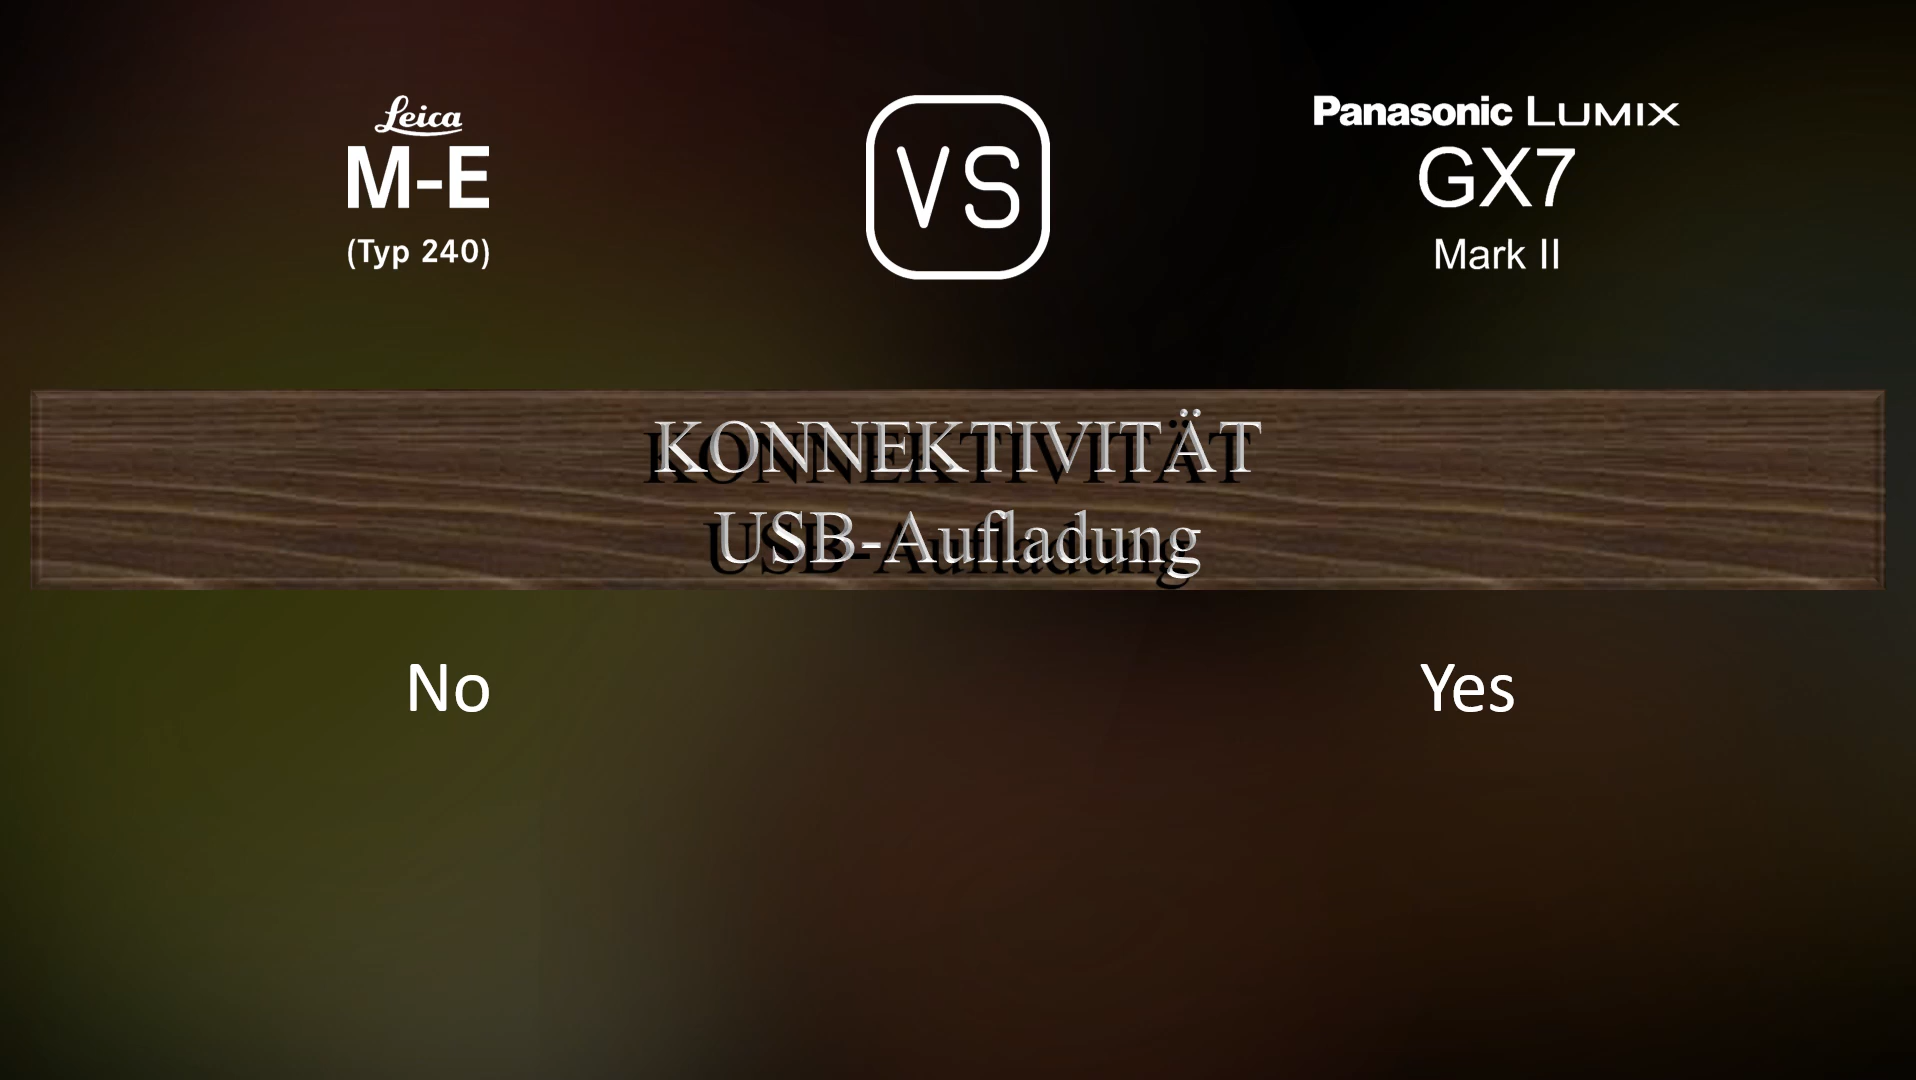 Leica
M-E
(Typ 240)
VS
Panasonic LUMIX
GX7
Mark II
KONNEKTIVITÄT
USB-Aufladung
No
Yes